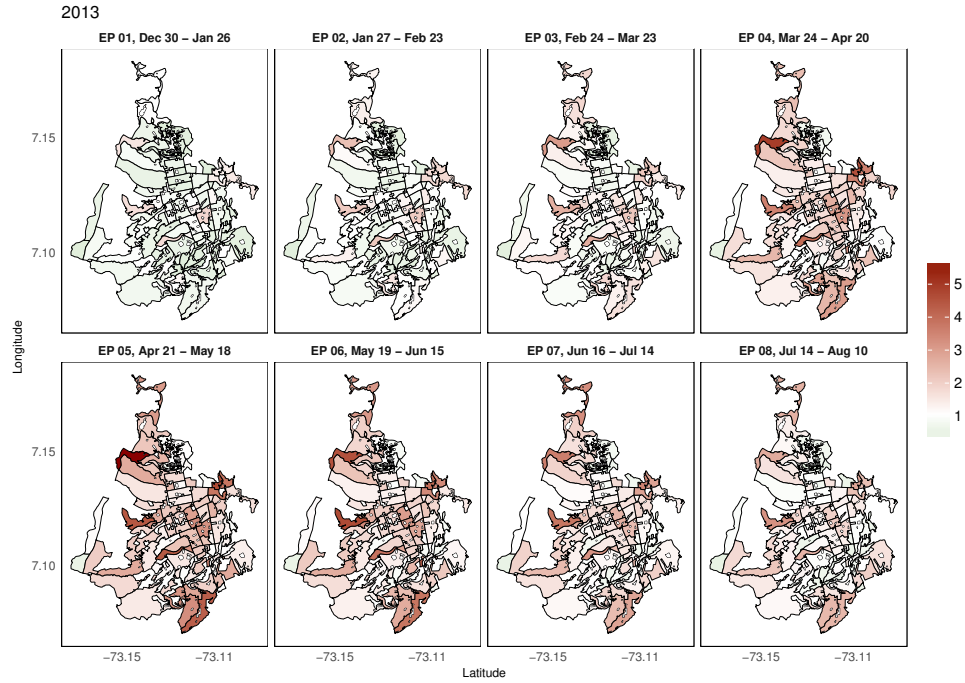 2013
EP 01, Dec 30 − Jan 26
EP 02, Jan 27 − Feb 23
EP 03, Feb 24 − Mar 23
EP 04, Mar 24 − Apr 20
7.15
7.10
EP 05, Apr 21 − May 18
EP 06, May 19 − Jun 15
EP 07, Jun 16 − Jul 14
EP 08, Jul 14 − Aug 10
7.15
7.10
Longitude
5
4
3
2
1
−73.15
−73.11
−73.15
−73.11
−73.15
−73.11
−73.15
−73.11
Latitude